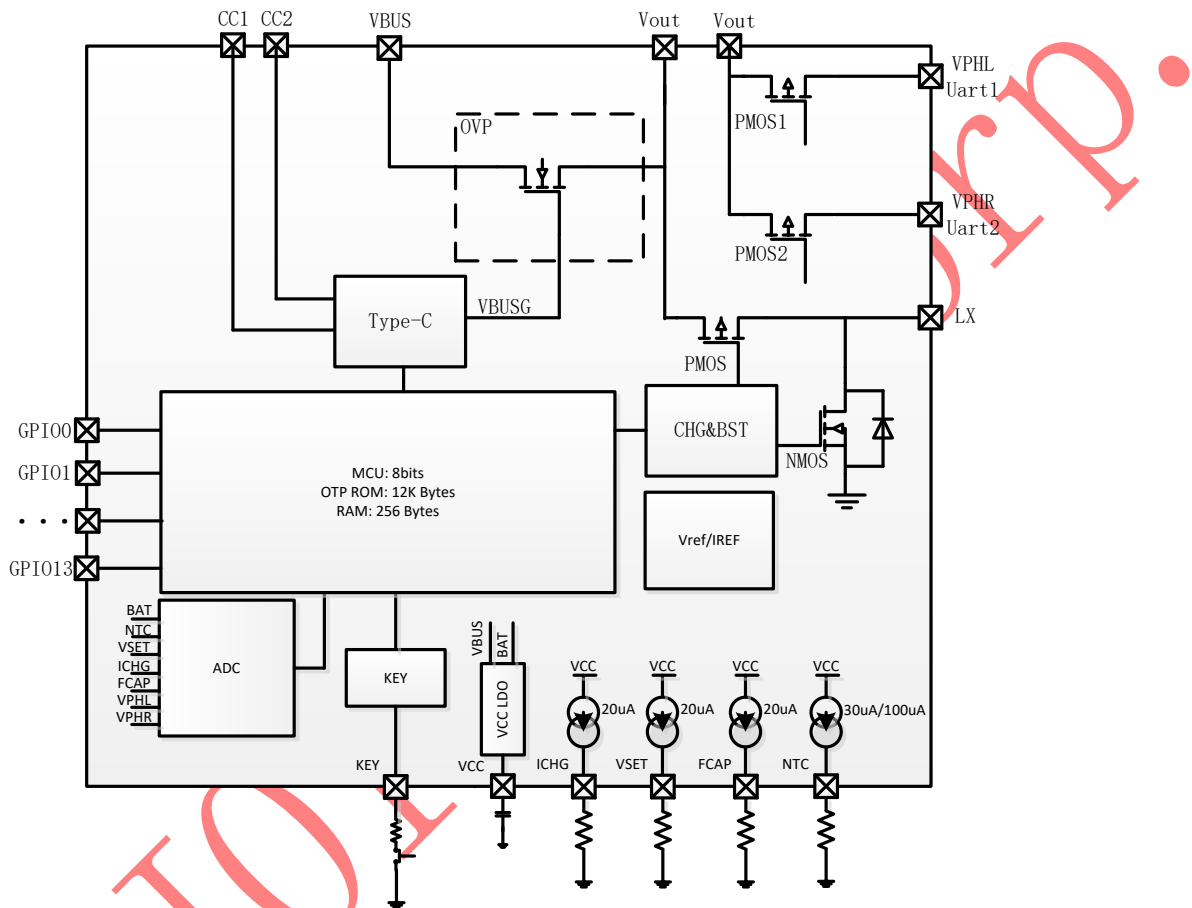 CC1 CC2 VBUS Vout Vout
VPHL
Uart1
PMOS1
OVP
VPHR
Uart2
PMOS2
Type-C
VBUSG
LX
PMOS
GPIO0
CHG&BST
GPIO1
NMOS
MCU: 8bits
OTP ROM: 12K Bytes
RAM: 256 Bytes
. . .
Vref/IREF
GPIO13
BAT
NTC
VSET
ICHG
FCAP
VPHL
VPHR
ADC
KEY
VBUS
BAT
VCC LDO
VCC VCC VCC VCC
20uA 20uA 20uA 30uA/100uA
KEY VCC ICHG VSET FCAP NTC
orp.